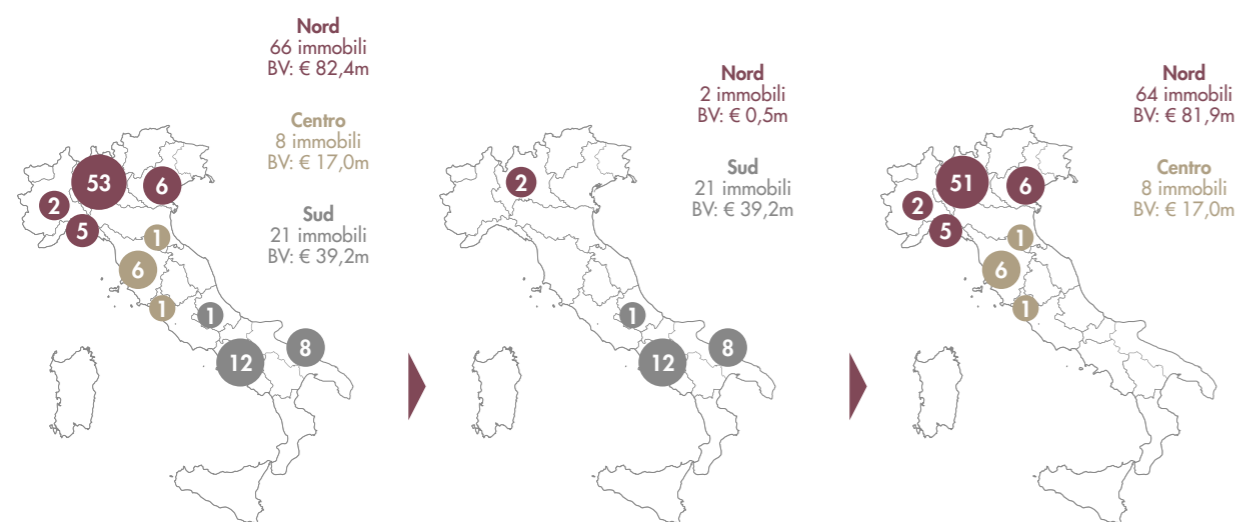 Nord
66 immobili
BV: € 82,4m
Centro
8 immobili
BV: € 17,0m
Sud
21 immobili
BV: € 39,2m
53
6
2
5
1
6
1
1
8
12
Nord
2 immobili
BV: € 0,5m
Sud
21 immobili
BV: € 39,2m
2
1
8
12
Nord
64 immobili
BV: € 81,9m
Centro
8 immobili
BV: € 17,0m
51
6
2
5
1
6
1